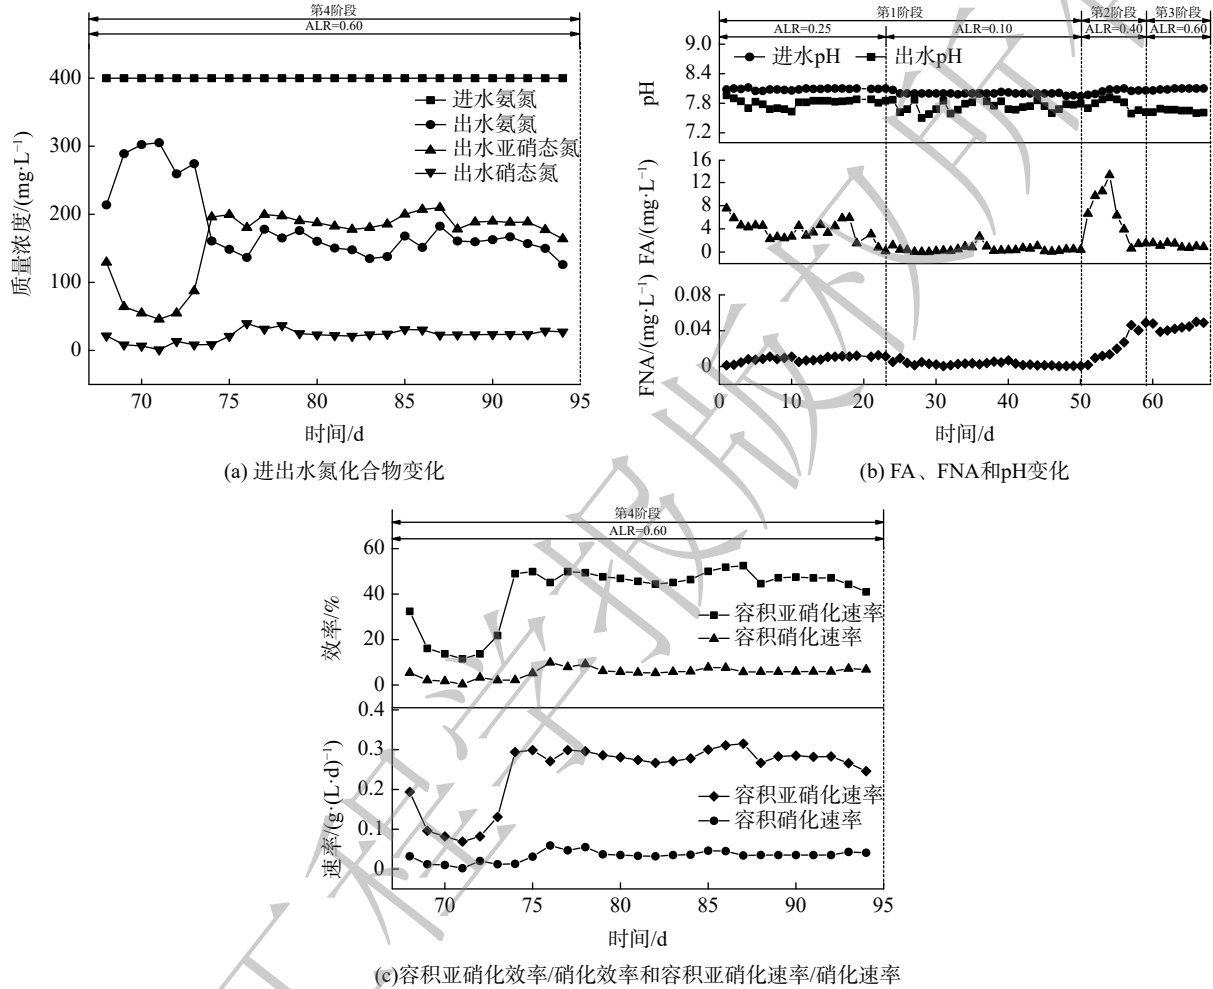 第4阶段
ALR=0.60
400
300
200
100
0
质量浓度/(mg·L⁻¹)
进水氨氮
出水氨氮
出水亚硝态氮
出水硝态氮
70 75 80 85 90 95
时间/d
(a) 进出水氮化合物变化
第1阶段 第2阶段 第3阶段
ALR=0.25 ALR=0.10 ALR=0.40 ALR=0.60
9.0
8.4
7.8
7.2
pH
进水pH 出水pH
16
12
8
4
0
FA/(mg·L⁻¹)
0.08
0.04
0
FNA/(mg·L⁻¹)
0 10 20 30 40 50 60
时间/d
(b) FA、FNA和pH变化
第4阶段
ALR=0.60
60
40
20
0
效率/%
容积亚硝化速率
容积硝化速率
0.4
0.3
0.2
0.1
0
速率/(g·(L·d)⁻¹)
容积亚硝化速率
容积硝化速率
70 75 80 85 90 95
时间/d
(c)容积亚硝化效率/硝化效率和容积亚硝化速率/硝化速率
工程学报版权所有